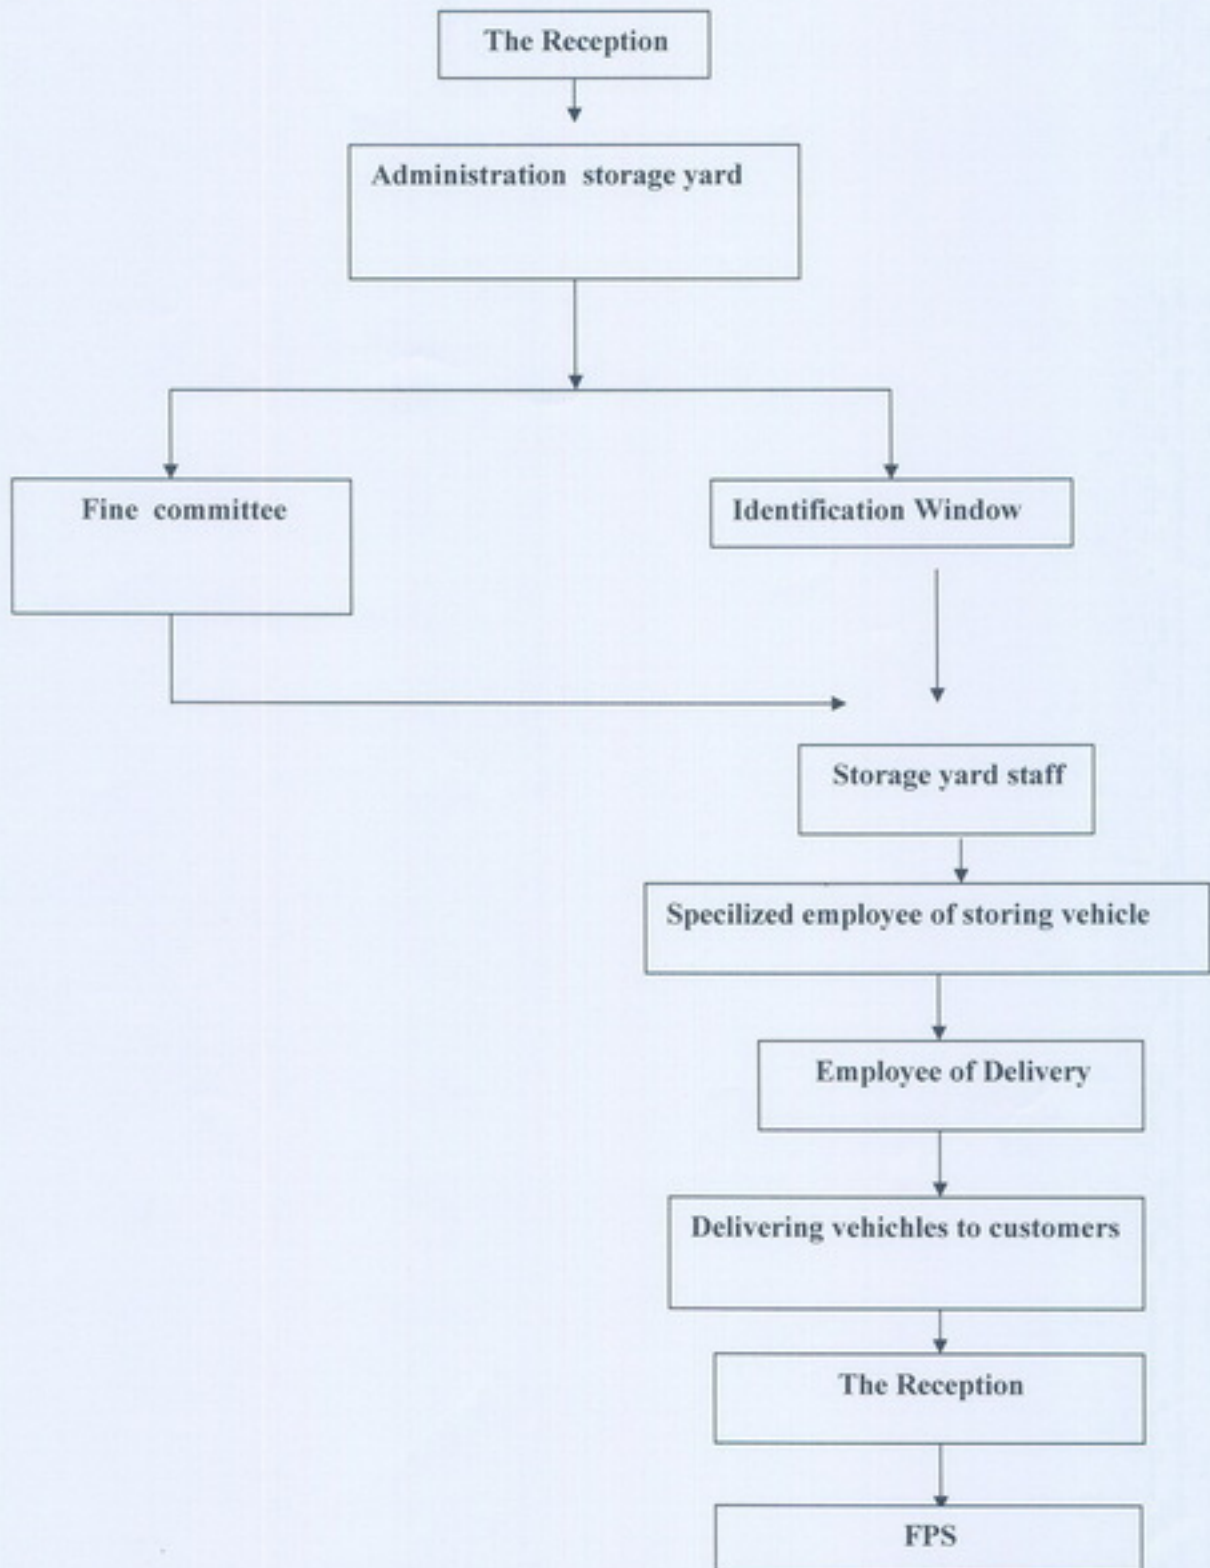 The Reception
Administration storage yard
Fine committee
Identification Window
Storage yard staff
Specilized employee of storing vehicle
Employee of Delivery
Delivering vehichles to customers
The Reception
FPS